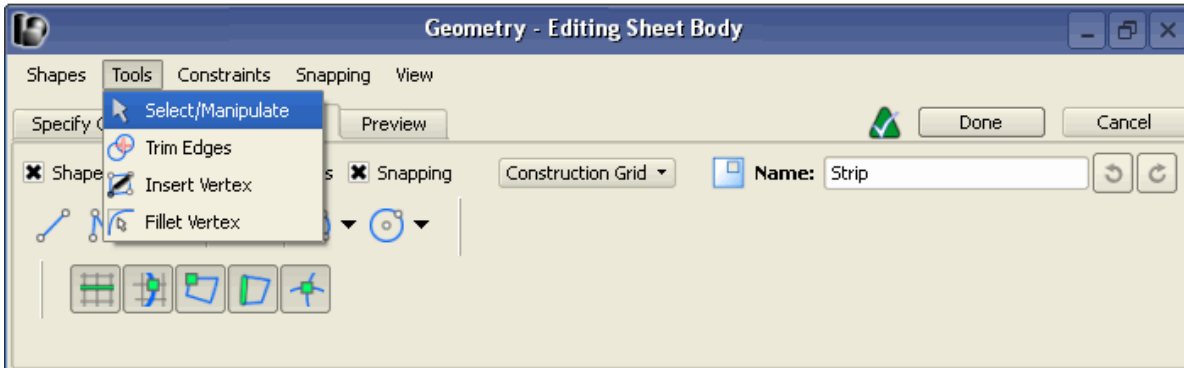 Geometry - Editing Sheet Body
Shapes Tools Constraints Snapping View
Select/Manipulate
Trim Edges
Insert Vertex
Fillet Vertex
Specify Preview Done Cancel
Snapping Construction Grid Name: Strip